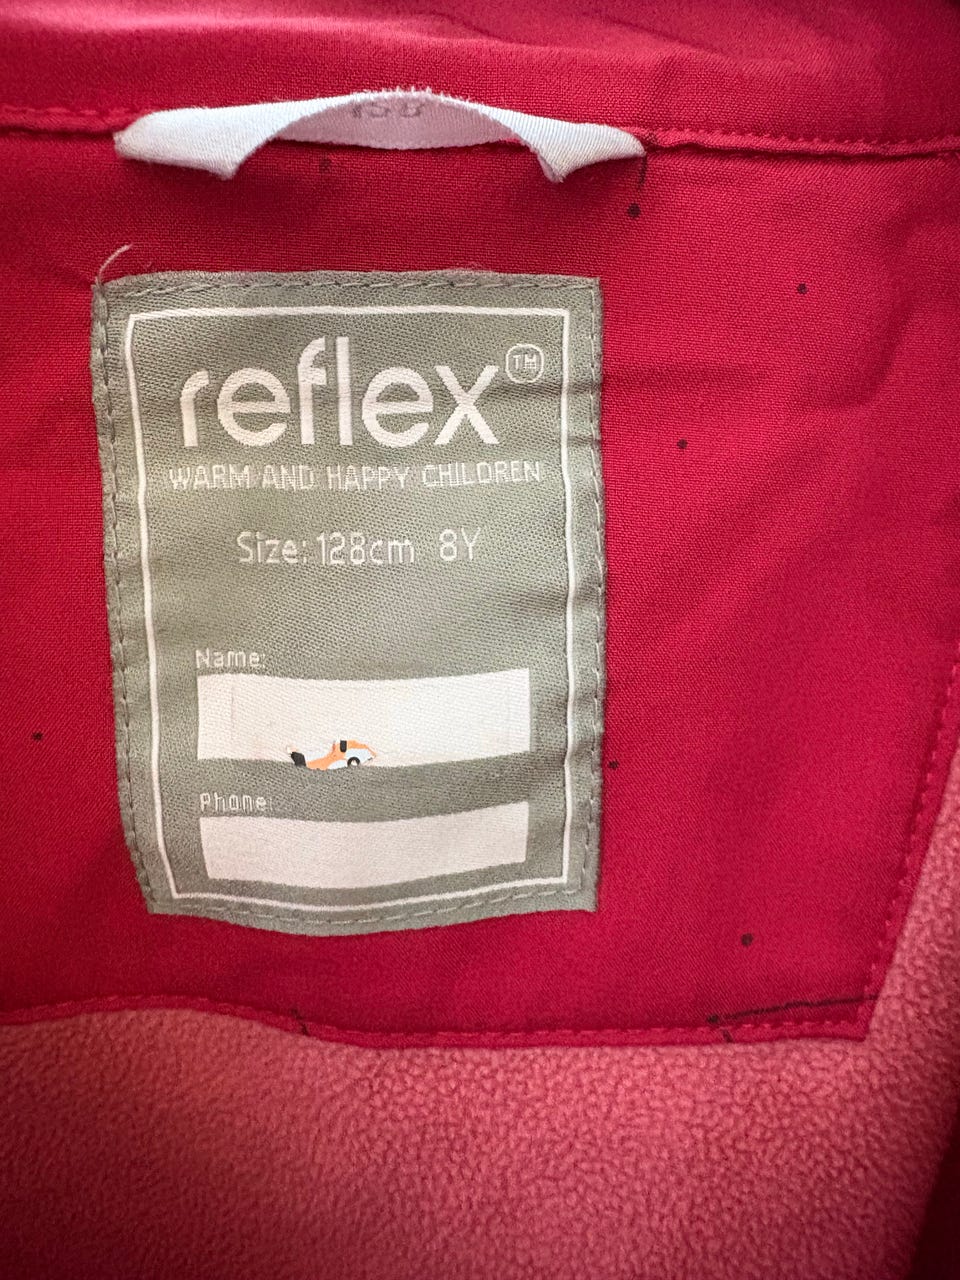 reflex™
WARM AND HAPPY CHILDREN
Size: 128cm 8Y
Name:
Phone: